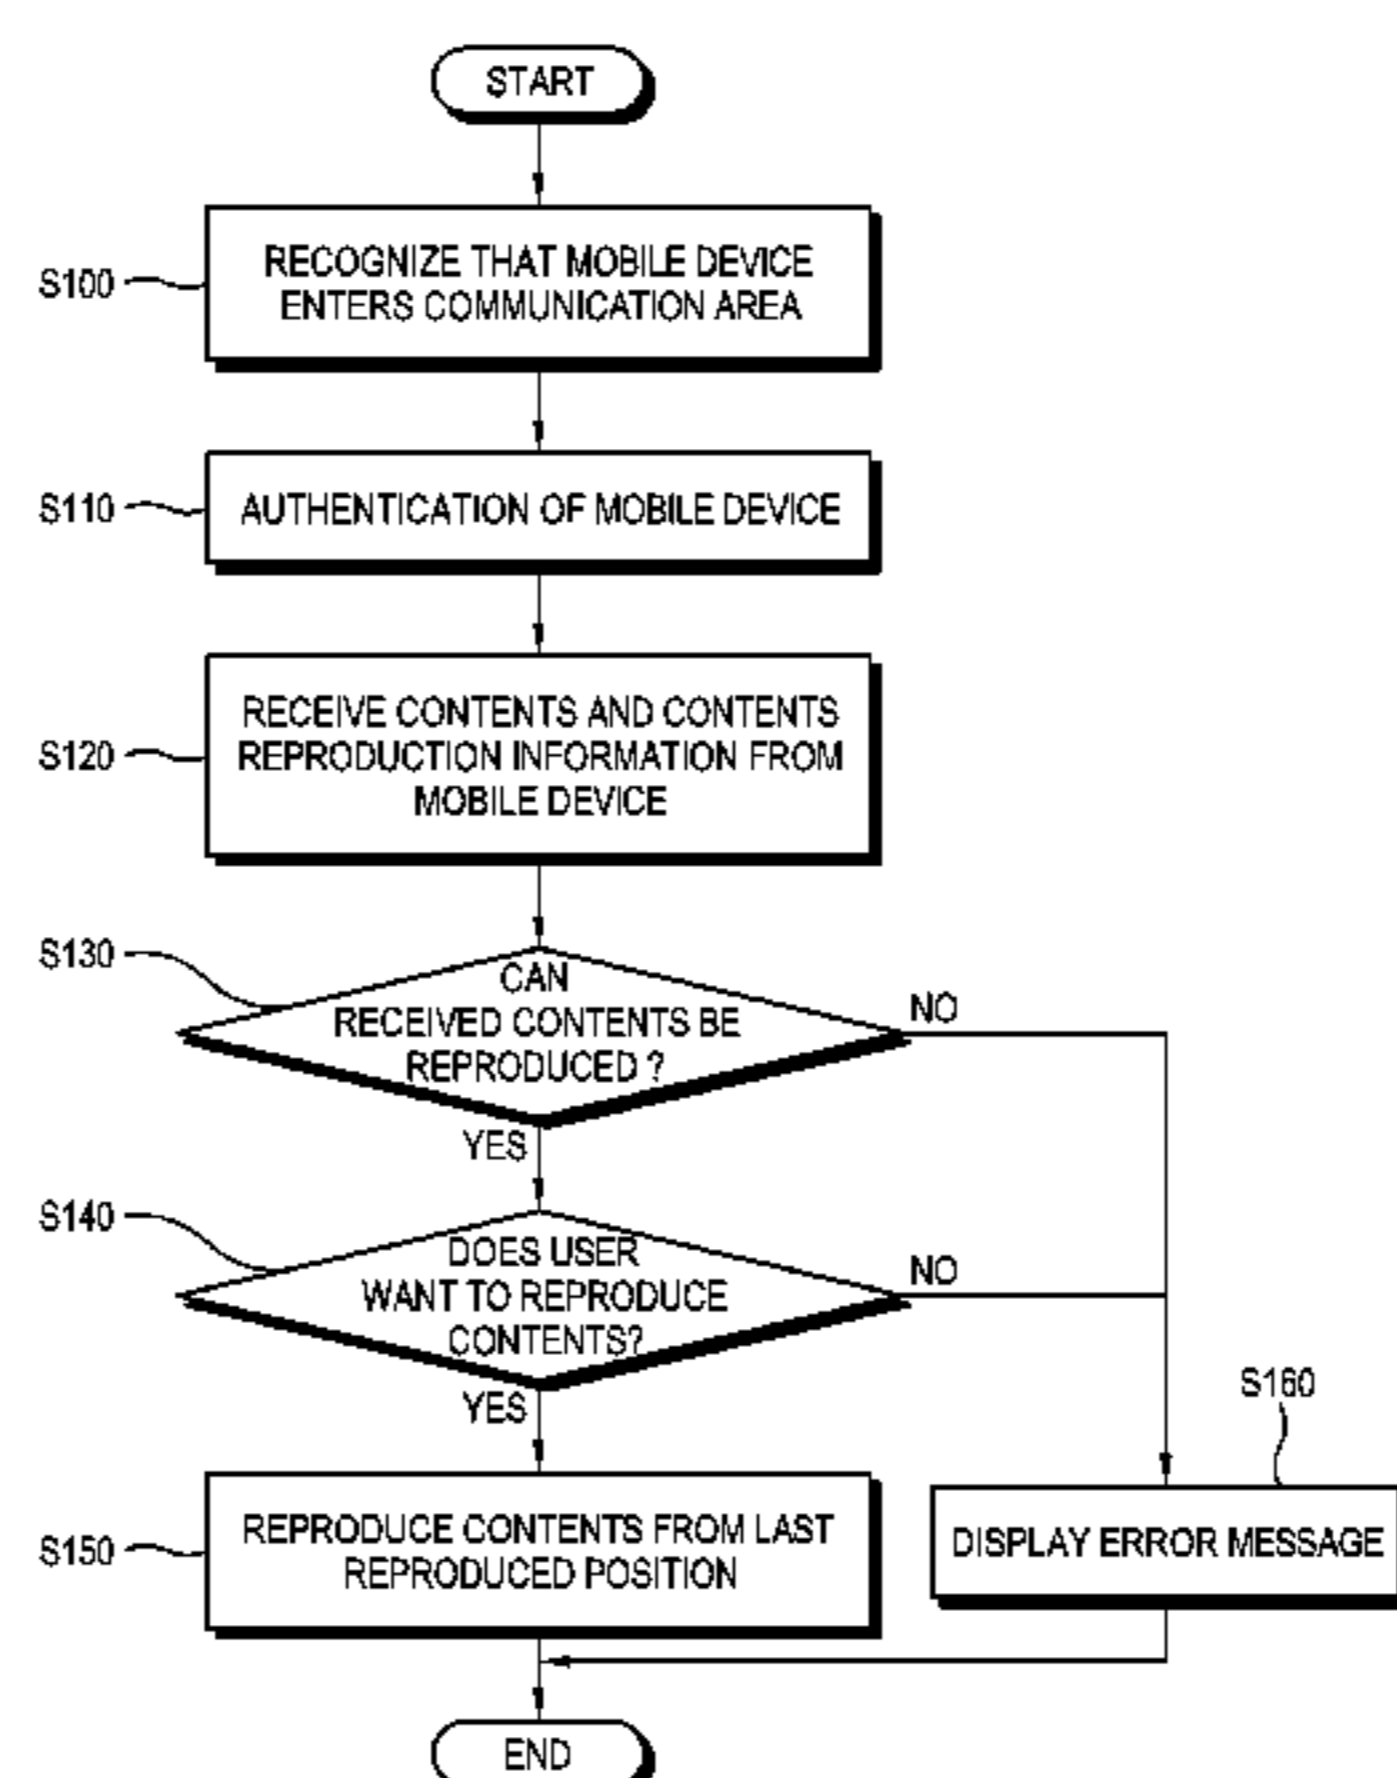 START
S100
RECOGNIZE THAT MOBILE DEVICE
ENTERS COMMUNICATION AREA
S110
AUTHENTICATION OF MOBILE DEVICE
S120
RECEIVE CONTENTS AND CONTENTS
REPRODUCTION INFORMATION FROM
MOBILE DEVICE
S130
CAN
RECEIVED CONTENTS BE
REPRODUCED ?
NO
YES
S140
DOES USER
WANT TO REPRODUCE
CONTENTS?
NO
YES
S150
REPRODUCE CONTENTS FROM LAST
REPRODUCED POSITION
S160
DISPLAY ERROR MESSAGE
END